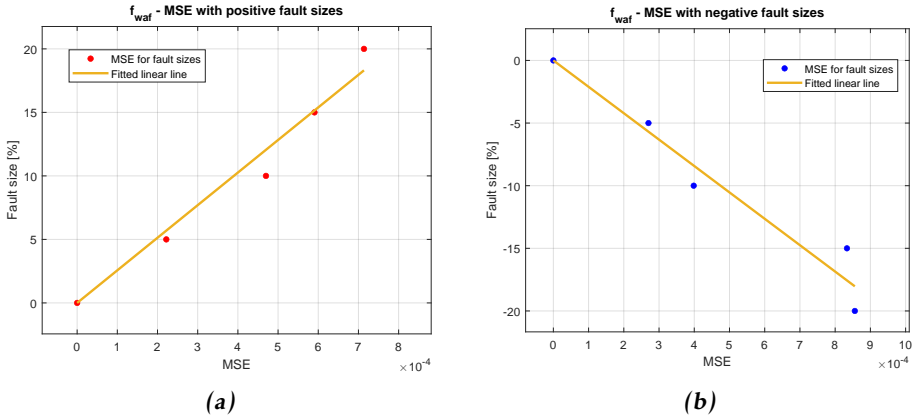 f_waf - MSE with positive fault sizes
Fault size [%]
20
15
10
5
0
MSE for fault sizes
Fitted linear line
0 1 2 3 4 5 6 7 8
MSE
×10^-4
(a)
f_waf - MSE with negative fault sizes
Fault size [%]
0
-5
-10
-15
-20
MSE for fault sizes
Fitted linear line
0 1 2 3 4 5 6 7 8 9 10
MSE
×10^-4
(b)